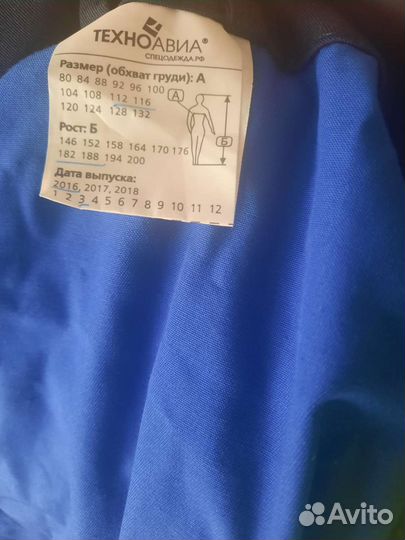 ТЕХНОАВИА®
СПЕЦОДЕЖДА.РФ
Размер (обхват груди): А
80 84 88 92 96 100
104 108 112 116
120 124 128 132
А
Б
Рост: Б
146 152 158 164 170 176
182 188 194 200
Дата выпуска:
2016, 2017, 2018
1 2 3 4 5 6 7 8 9 10 11 12
Avito